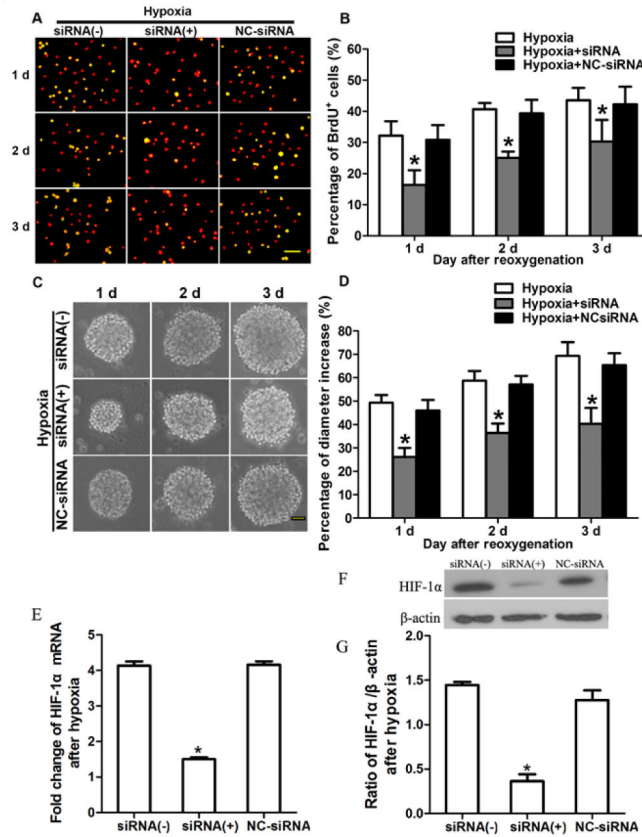 A
Hypoxia
siRNA(-) siRNA(+) NC-siRNA
1 d
2 d
3 d
B
Hypoxia
Hypoxia+siRNA
Hypoxia+NC-siRNA
Percentage of BrdU+ cells (%)
60
50
40
30
20
10
0
* * *
1 d 2 d 3 d
Day after reoxygenation
C
1 d 2 d 3 d
Hypoxia
siRNA(-)
siRNA(+)
NC-siRNA
D
Hypoxia
Hypoxia+siRNA
Hypoxia+NCsiRNA
Percentage of diameter increase (%)
80
70
60
50
40
30
20
10
0
* * *
1 d 2 d 3 d
Day after reoxygenation
E
Fold change of HIF-1α mRNA
after hypoxia
6
4
2
0
*
siRNA(-) siRNA(+) NC-siRNA
F
siRNA(-) siRNA(+) NC-siRNA
HIF-1α
β-actin
G
Ratio of HIF-1α /β -actin
after hypoxia
2.0
1.5
1.0
0.5
0.0
*
siRNA(-) siRNA(+) NC-siRNA